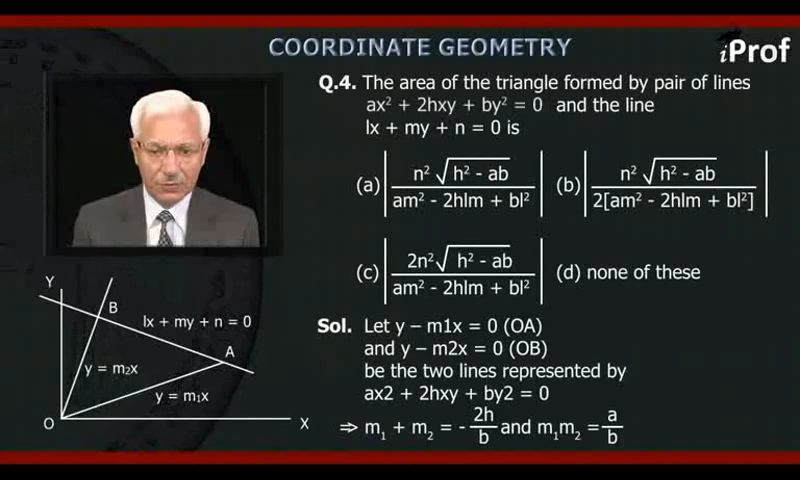 COORDINATE GEOMETRY
iProf
Q.4. The area of the triangle formed by pair of lines
ax² + 2hxy + by² = 0 and the line
lx + my + n = 0 is
(a) | n² √(h² - ab) / am² - 2hlm + bl² | (b) | n² √(h² - ab) / 2[am² - 2hlm + bl²] |
(c) | 2n² √(h² - ab) / am² - 2hlm + bl² | (d) none of these
Sol. Let y – m1x = 0 (OA)
and y – m2x = 0 (OB)
be the two lines represented by
ax2 + 2hxy + by2 = 0
⇒ m₁ + m₂ = - 2h/b and m₁m₂ = a/b
Y
B
lx + my + n = 0
A
y = m₂x
y = m₁x
O
X